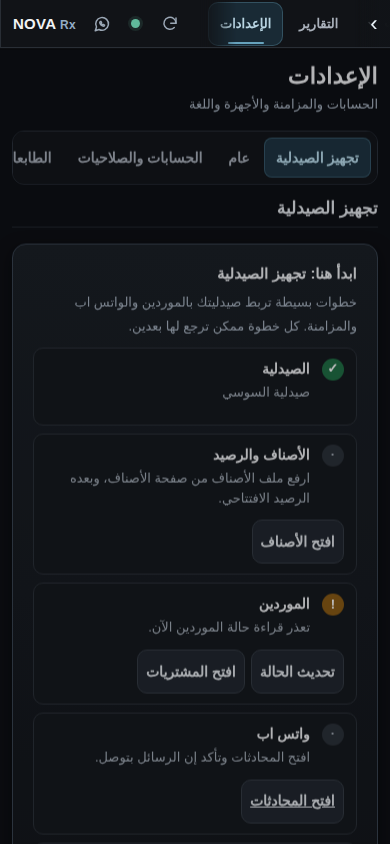 NOVA Rx
الإعدادات
التقارير
الإعدادات
الحسابات والمزامنة والأجهزة واللغة
تجهيز الصيدلية
عام
الحسابات والصلاحيات
الطابعا
تجهيز الصيدلية
ابدأ هنا: تجهيز الصيدلية
خطوات بسيطة تربط صيدليتك بالموردين والواتس اب
والمزامنة. كل خطوة ممكن ترجع لها بعدين.
✓
الصيدلية
صيدلية السوسي
الأصناف والرصيد
ارفع ملف الأصناف من صفحة الأصناف، وبعده
الرصيد الافتتاحي.
افتح الأصناف
!
الموردين
تعذر قراءة حالة الموردين الآن.
تحديث الحالة
افتح المشتريات
واتس اب
افتح المحادثات وتأكد إن الرسائل بتوصل.
افتح المحادثات